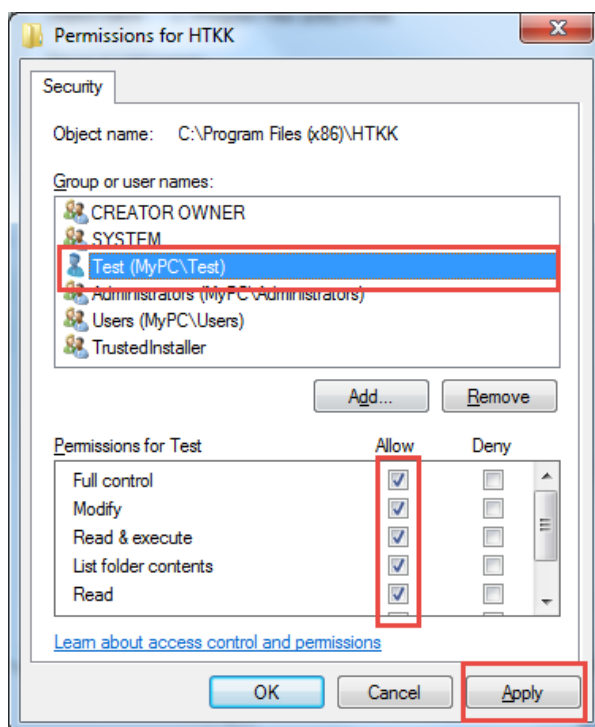 Permissions for HTKK
Security
Object name: C:\Program Files (x86)\HTKK
Group or user names:
CREATOR OWNER
SYSTEM
Test (MyPC\Test)
Administrators (MyPC\Administrators)
Users (MyPC\Users)
TrustedInstaller
Add... Remove
Permissions for Test Allow Deny
Full control
Modify
Read & execute
List folder contents
Read
Learn about access control and permissions
OK Cancel Apply